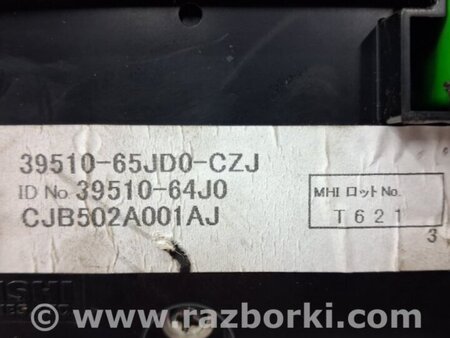 39510-65JD0-CZJ
ID No. 39510-64J0
CJB502A001AJ
MHI ロット No.
T621
3
www.razborki.com